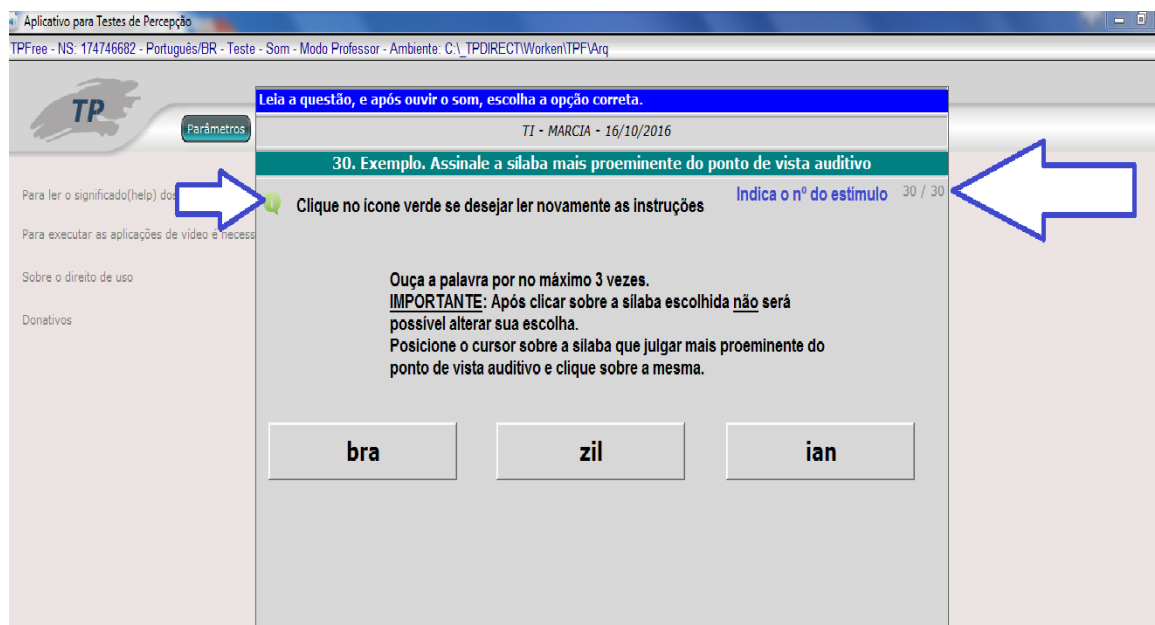 Aplicativo para Testes de Percepção
TPFree - NS: 174746682 - Português/BR - Teste - Som - Modo Professor - Ambiente: C:\_TPDIRECT\Worken\TPF\Arq
TP
Parâmetros
Leia a questão, e após ouvir o som, escolha a opção correta.
TI - MARCIA - 16/10/2016
30. Exemplo. Assinale a sílaba mais proeminente do ponto de vista auditivo
Para ler o significado(help) dos
Clique no ícone verde se desejar ler novamente as instruções
Indica o nº do estímulo 30 / 30
Para executar as aplicações de vídeo é necess
Sobre o direito de uso
Donativos
Ouça a palavra por no máximo 3 vezes.
IMPORTANTE: Após clicar sobre a sílaba escolhida não será
possível alterar sua escolha.
Posicione o cursor sobre a sílaba que julgar mais proeminente do
ponto de vista auditivo e clique sobre a mesma.
bra zil ian